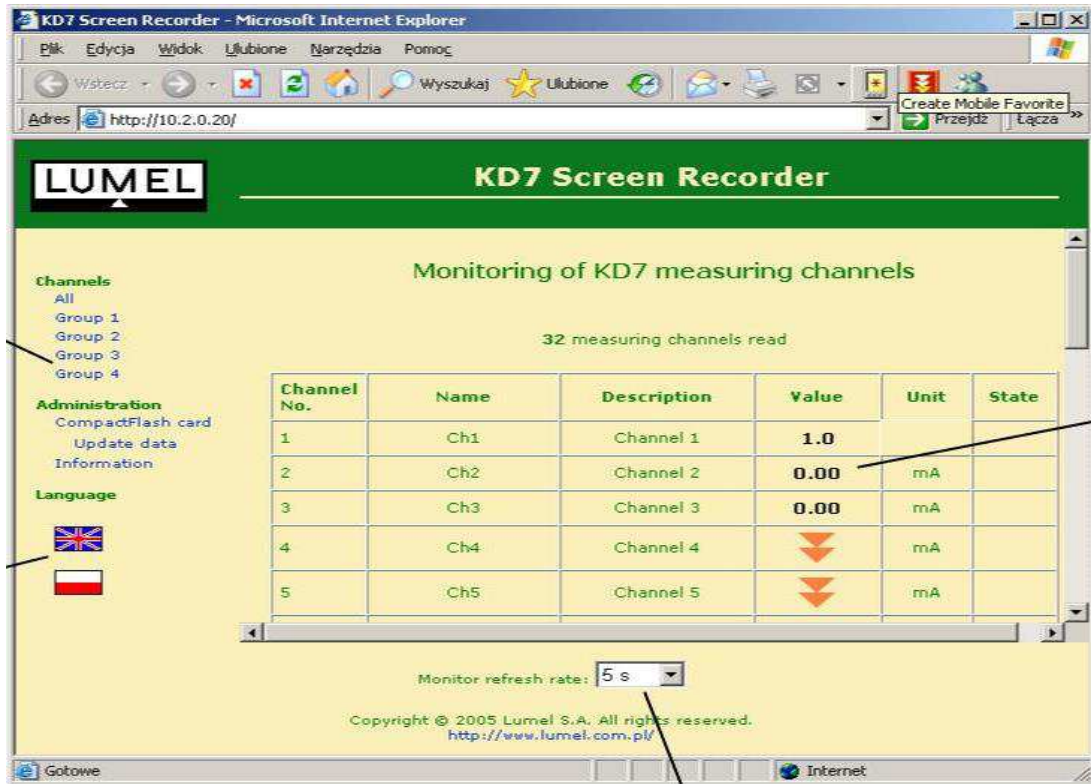 KD7 Screen Recorder - Microsoft Internet Explorer
Plik Edycja Widok Ulubione Narzędzia Pomoc
Wstecz Wyszukaj Ulubione
Create Mobile Favorite
Adres http://10.2.0.20/ Przejdź Łącza »
LUMEL
KD7 Screen Recorder
Channels
All
Group 1
Group 2
Group 3
Group 4
Administration
CompactFlash card
Update data
Information
Language
Monitoring of KD7 measuring channels
32 measuring channels read
Channel No. Name Description Value Unit State
1 Ch1 Channel 1 1.0
2 Ch2 Channel 2 0.00 mA
3 Ch3 Channel 3 0.00 mA
4 Ch4 Channel 4 mA
5 Ch5 Channel 5 mA
Monitor refresh rate: 5 s
Copyright © 2005 Lumel S.A. All rights reserved.
http://www.lumel.com.pl/
Gotowe Internet